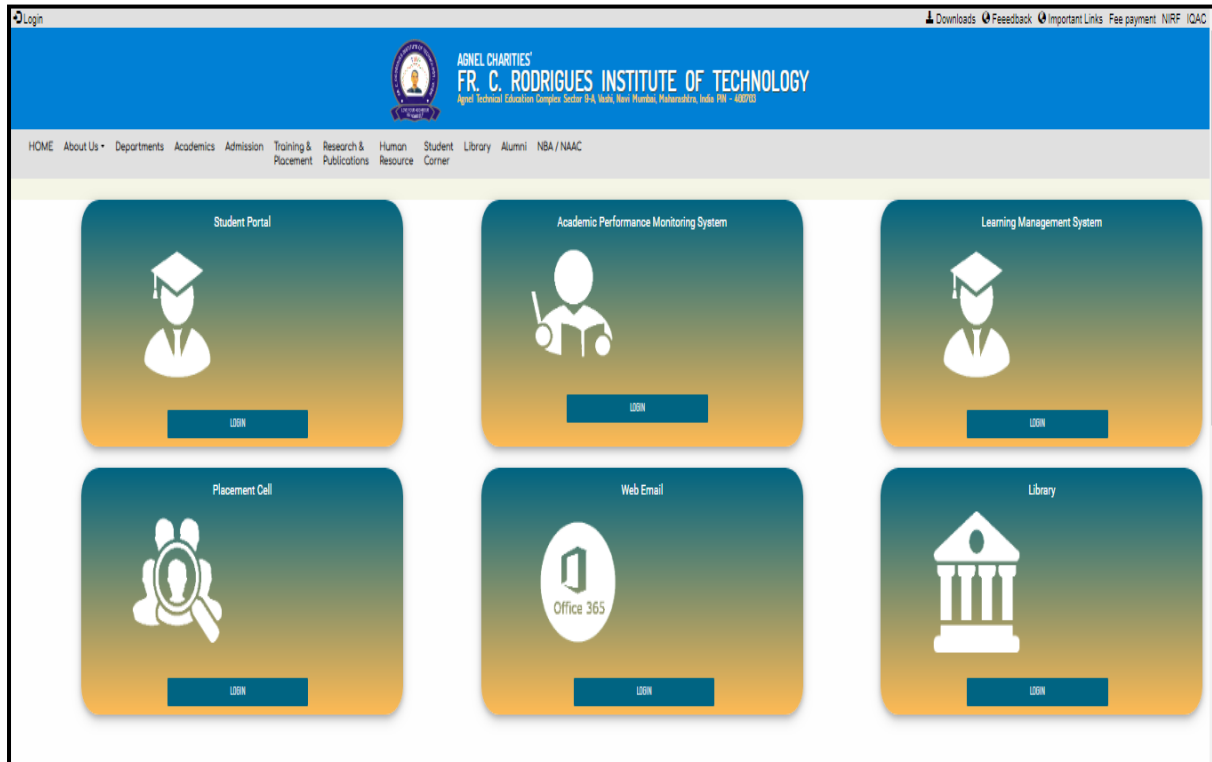 Login
Downloads Feeedback Important Links Fee payment NIRF IQAC
AGNEL CHARITIES'
FR. C. RODRIGUES INSTITUTE OF TECHNOLOGY
Agnel Technical Education Complex Sector 9-A, Vashi, Navi Mumbai, Maharashtra, India PIN - 400703
HOME About Us Departments Academics Admission Training & Placement Research & Publications Human Resource Student Corner Library Alumni NBA / NAAC
Student Portal
LOGIN
Academic Performance Monitoring System
LOGIN
Learning Management System
LOGIN
Placement Cell
LOGIN
Web Email
Office 365
LOGIN
Library
LOGIN